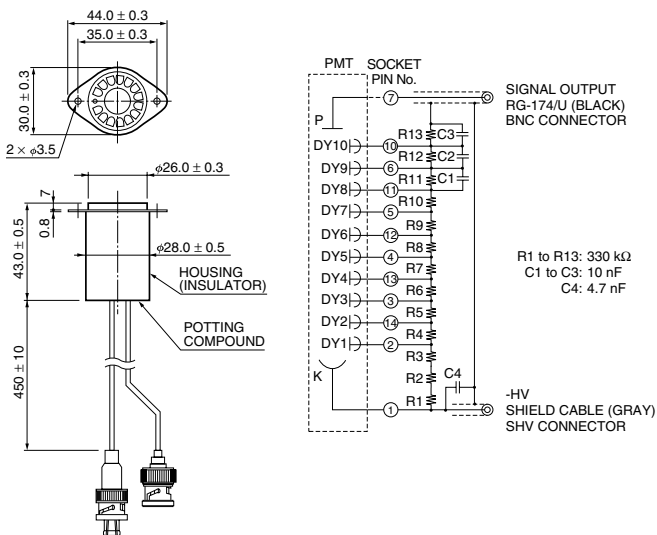 44.0 ± 0.3
35.0 ± 0.3
30.0 ± 0.3
2 × φ3.5
φ26.0 ± 0.3
7
0.8
43.0 ± 0.5
φ28.0 ± 0.5
HOUSING
(INSULATOR)
POTTING
COMPOUND
450 ± 10
PMT
SOCKET
PIN No.
P
7
SIGNAL OUTPUT
RG-174/U (BLACK)
BNC CONNECTOR
R13
C3
DY10
10
R12
C2
DY9
6
R11
C1
DY8
11
R10
DY7
5
R9
DY6
12
R8
DY5
4
R7
DY4
13
R6
DY3
3
R5
DY2
14
R4
DY1
2
R3
R2
K
R1
C4
1
R1 to R13: 330 kΩ
C1 to C3: 10 nF
C4: 4.7 nF
-HV
SHIELD CABLE (GRAY)
SHV CONNECTOR